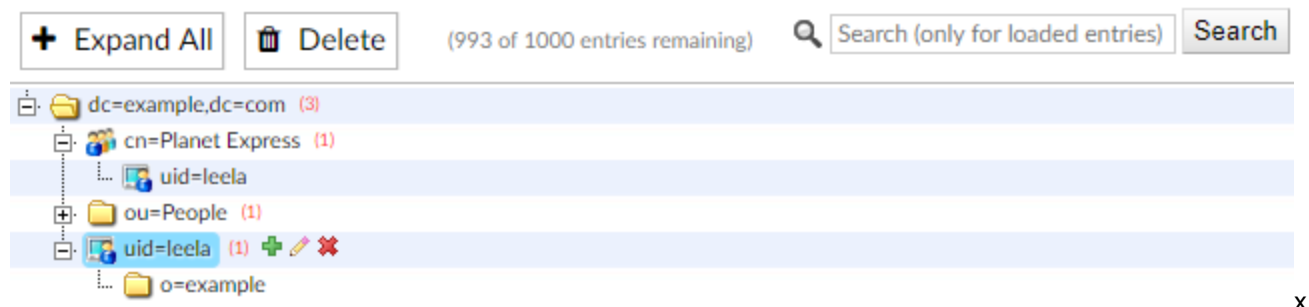 Expand All Delete (993 of 1000 entries remaining) Search (only for loaded entries) Search
dc=example,dc=com (3)
cn=Planet Express (1)
uid=leela
ou=People (1)
uid=leela (1)
o=example
x